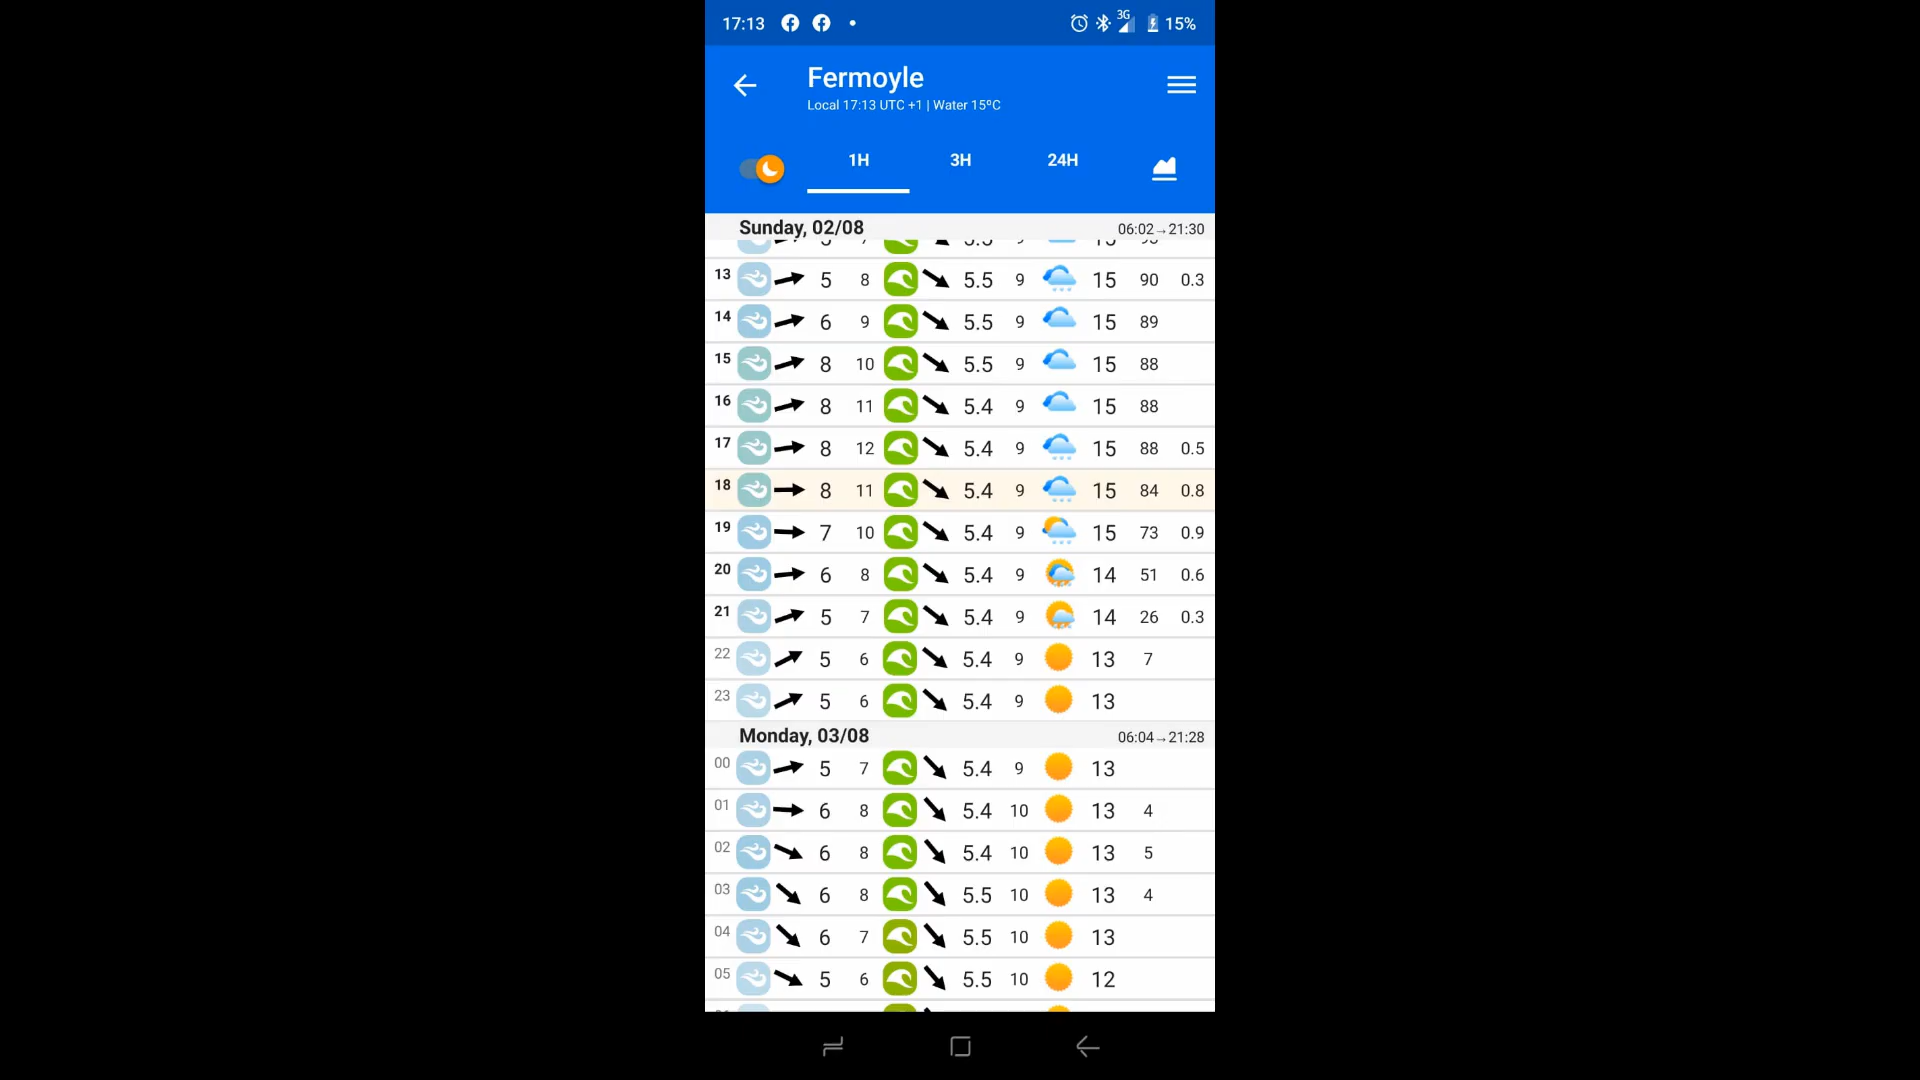 17:13 3G 15%
Fermoyle
Local 17:13 UTC +1 | Water 15ºC
1H 3H 24H
Sunday, 02/08 06:02→21:30
13 5 8 5.5 9 15 90 0.3
14 6 9 5.5 9 15 89
15 8 10 5.5 9 15 88
16 8 11 5.4 9 15 88
17 8 12 5.4 9 15 88 0.5
18 8 11 5.4 9 15 84 0.8
19 7 10 5.4 9 15 73 0.9
20 6 8 5.4 9 14 51 0.6
21 5 7 5.4 9 14 26 0.3
22 5 6 5.4 9 13 7
23 5 6 5.4 9 13
Monday, 03/08 06:04→21:28
00 5 7 5.4 9 13
01 6 8 5.4 10 13 4
02 6 8 5.4 10 13 5
03 6 8 5.5 10 13 4
04 6 7 5.5 10 13
05 5 6 5.5 10 12